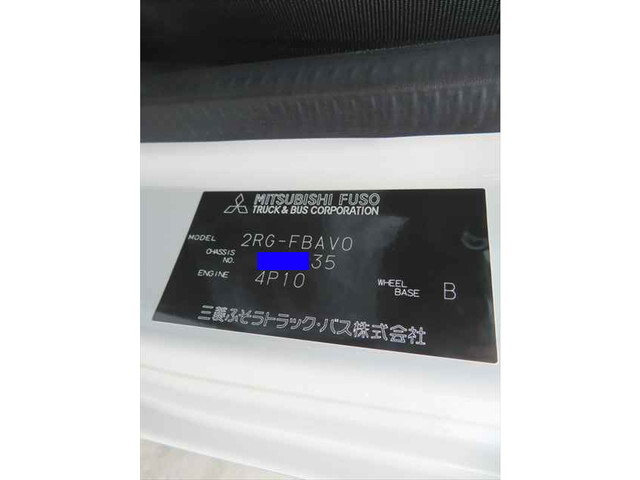 MITSUBISHI FUSO
TRUCK & BUS CORPORATION
MODEL 2RG-FBAV0
CHASSIS NO. 35
ENGINE 4P10
WHEEL BASE B
三菱ふそうトラック・バス株式会社